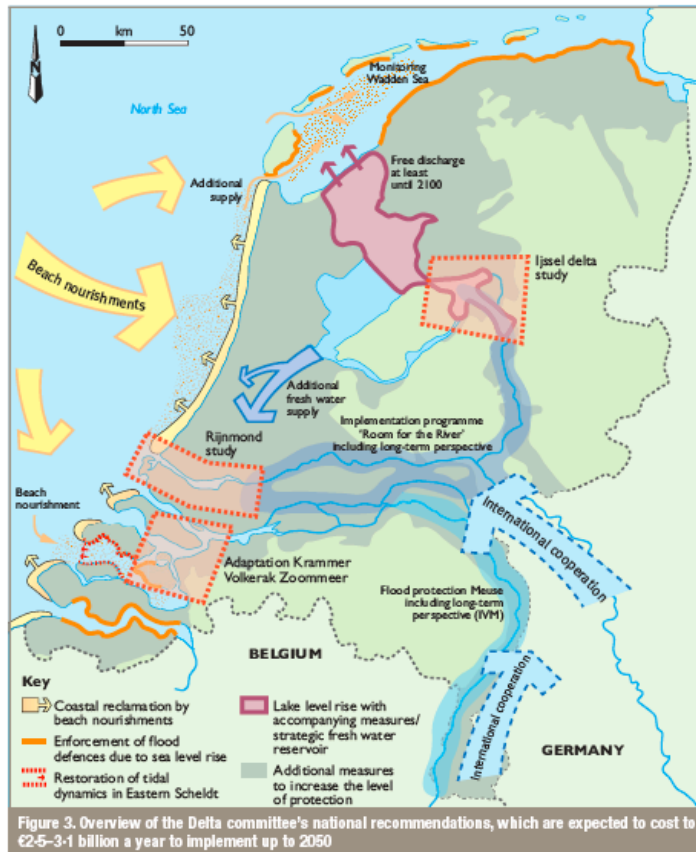 0 km 50
Monitoring
Wadden Sea
North Sea
Additional
supply
Free discharge
at least
until 2100
Beach nourishments
Ijssel delta
study
Additional
fresh water
supply
Implementation programme
'Room for the River'
including long-term perspective
Rijnmond
study
Beach
nourishment
International cooperation
Adaptation Krammer
Volkerak Zoommeer
Flood protection Meuse
including long-term
perspective (IVM)
BELGIUM
International cooperation
GERMANY
Key
Coastal reclamation by
beach nourishments
Enforcement of flood
defences due to sea level rise
Restoration of tidal
dynamics in Eastern Scheldt
Lake level rise with
accompanying measures/
strategic fresh water
reservoir
Additional measures
to increase the level
of protection
Figure 3. Overview of the Delta committee's national recommendations, which are expected to cost to
€2·5–3·1 billion a year to implement up to 2050